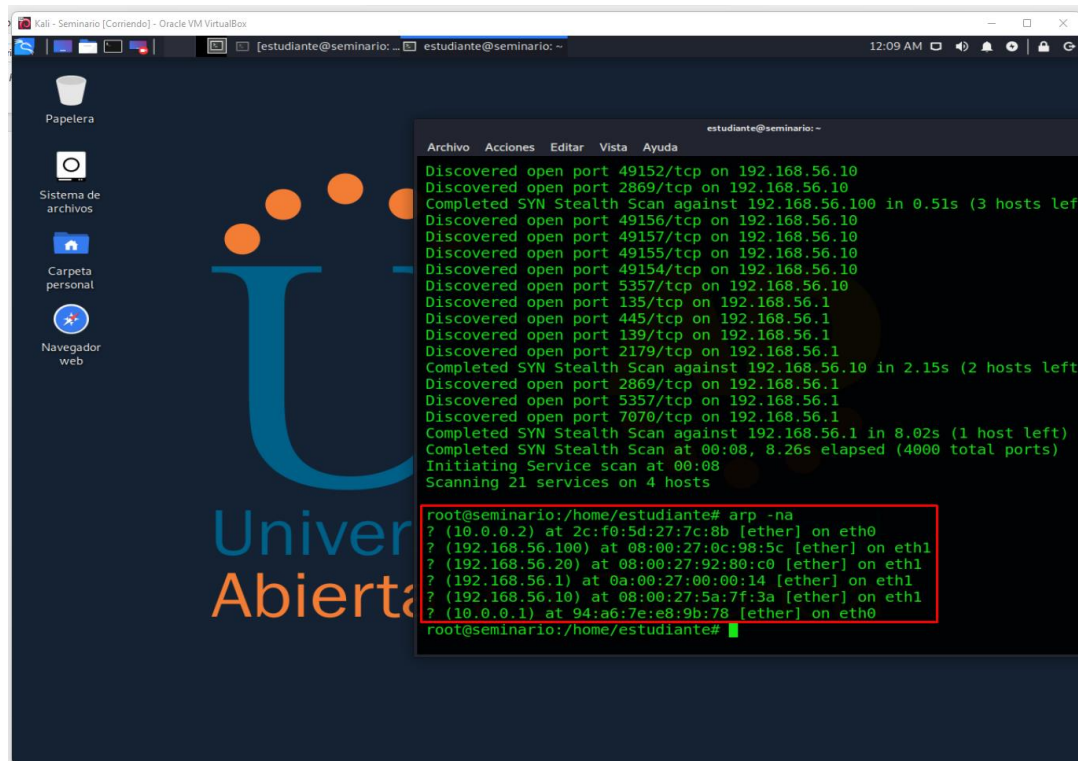 Kali - Seminario [Corriendo] - Oracle VM VirtualBox
[estudiante@seminario: ...
estudiante@seminario: ~
12:09 AM
Papelera
Sistema de
archivos
Carpeta
personal
Navegador
web
Univer
Abierta
estudiante@seminario: ~
Archivo Acciones Editar Vista Ayuda
Discovered open port 49152/tcp on 192.168.56.10
Discovered open port 2869/tcp on 192.168.56.10
Completed SYN Stealth Scan against 192.168.56.100 in 0.51s (3 hosts lef
Discovered open port 49156/tcp on 192.168.56.10
Discovered open port 49157/tcp on 192.168.56.10
Discovered open port 49155/tcp on 192.168.56.10
Discovered open port 49154/tcp on 192.168.56.10
Discovered open port 5357/tcp on 192.168.56.10
Discovered open port 135/tcp on 192.168.56.1
Discovered open port 445/tcp on 192.168.56.1
Discovered open port 139/tcp on 192.168.56.1
Discovered open port 2179/tcp on 192.168.56.1
Completed SYN Stealth Scan against 192.168.56.10 in 2.15s (2 hosts left
Discovered open port 2869/tcp on 192.168.56.1
Discovered open port 5357/tcp on 192.168.56.1
Discovered open port 7070/tcp on 192.168.56.1
Completed SYN Stealth Scan against 192.168.56.1 in 8.02s (1 host left)
Completed SYN Stealth Scan at 00:08, 8.26s elapsed (4000 total ports)
Initiating Service scan at 00:08
Scanning 21 services on 4 hosts
root@seminario:/home/estudiante# arp -na
? (10.0.0.2) at 2c:f0:5d:27:7c:8b [ether] on eth0
? (192.168.56.100) at 08:00:27:0c:98:5c [ether] on eth1
? (192.168.56.20) at 08:00:27:92:80:c0 [ether] on eth1
? (192.168.56.1) at 0a:00:27:00:00:14 [ether] on eth1
? (192.168.56.10) at 08:00:27:5a:7f:3a [ether] on eth1
? (10.0.0.1) at 94:a6:7e:e8:9b:78 [ether] on eth0
root@seminario:/home/estudiante#